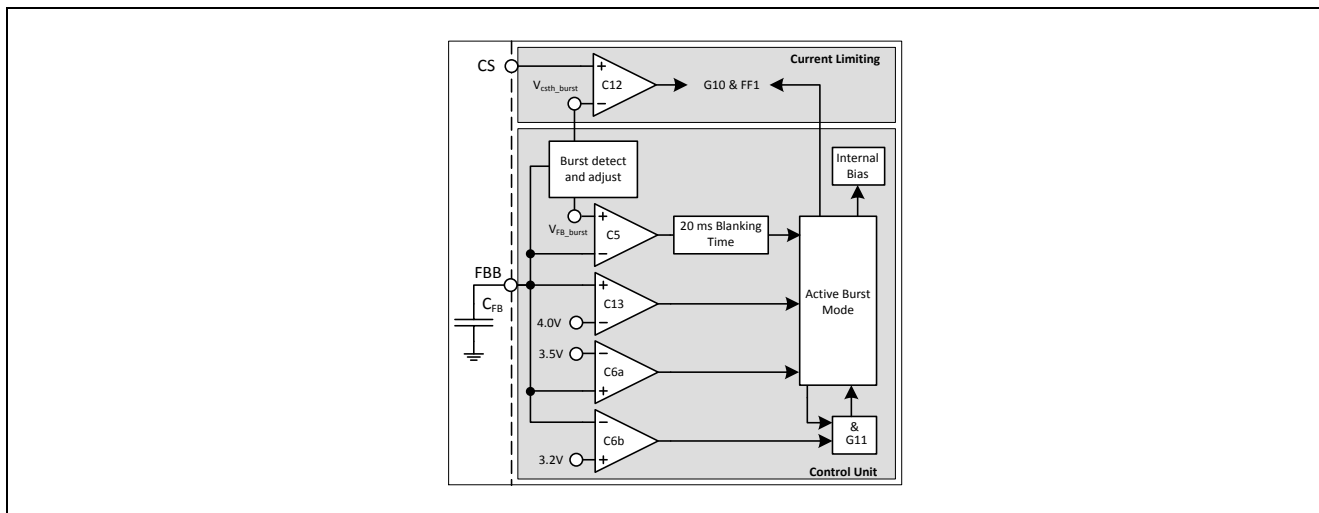 Current Limiting
CS
+
C12
V_csth_burst
−
G10 & FF1
Burst detect
and adjust
Internal
Bias
+
V_FB_burst
C5
−
20 ms Blanking
Time
FBB
C_FB
+
C13
4.0V
−
Active Burst
Mode
3.5V
−
C6a
+
−
C6b
3.2V
+
&
G11
Control Unit